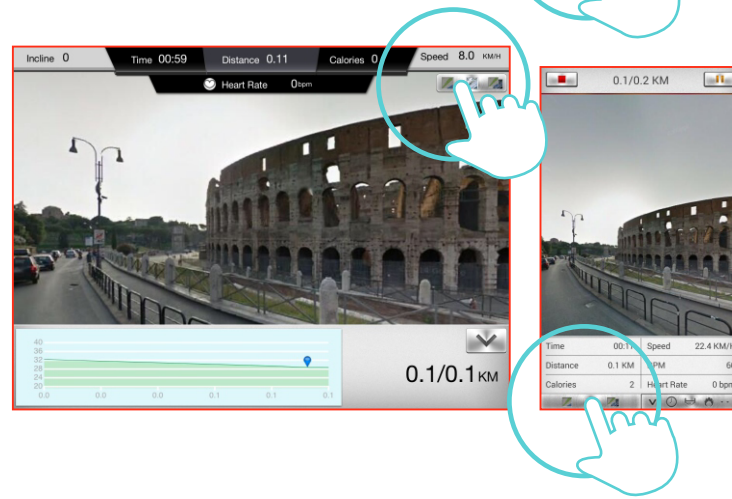 Incline 0 Time 00:59 Distance 0.11 Calories 0 Speed 8.0 KM/H
Heart Rate 0bpm
40
36
32
28
24
20
0.0 0.0 0.0 0.1 0.1 0.1
0.1/0.1 KM
0.1/0.2 KM
Time Speed 22.4 KM/
Distance 0.1 KM
Calories 2 Heart Rate 0 bpm